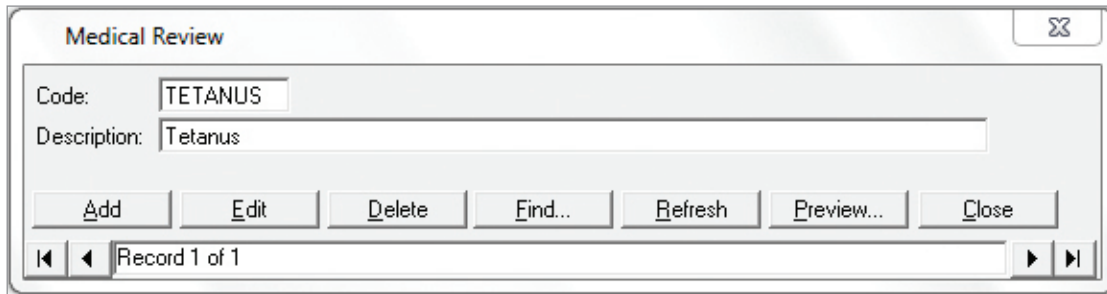 Medical Review
Code: TETANUS
Description: Tetanus
Add Edit Delete Find... Refresh Preview... Close
Record 1 of 1